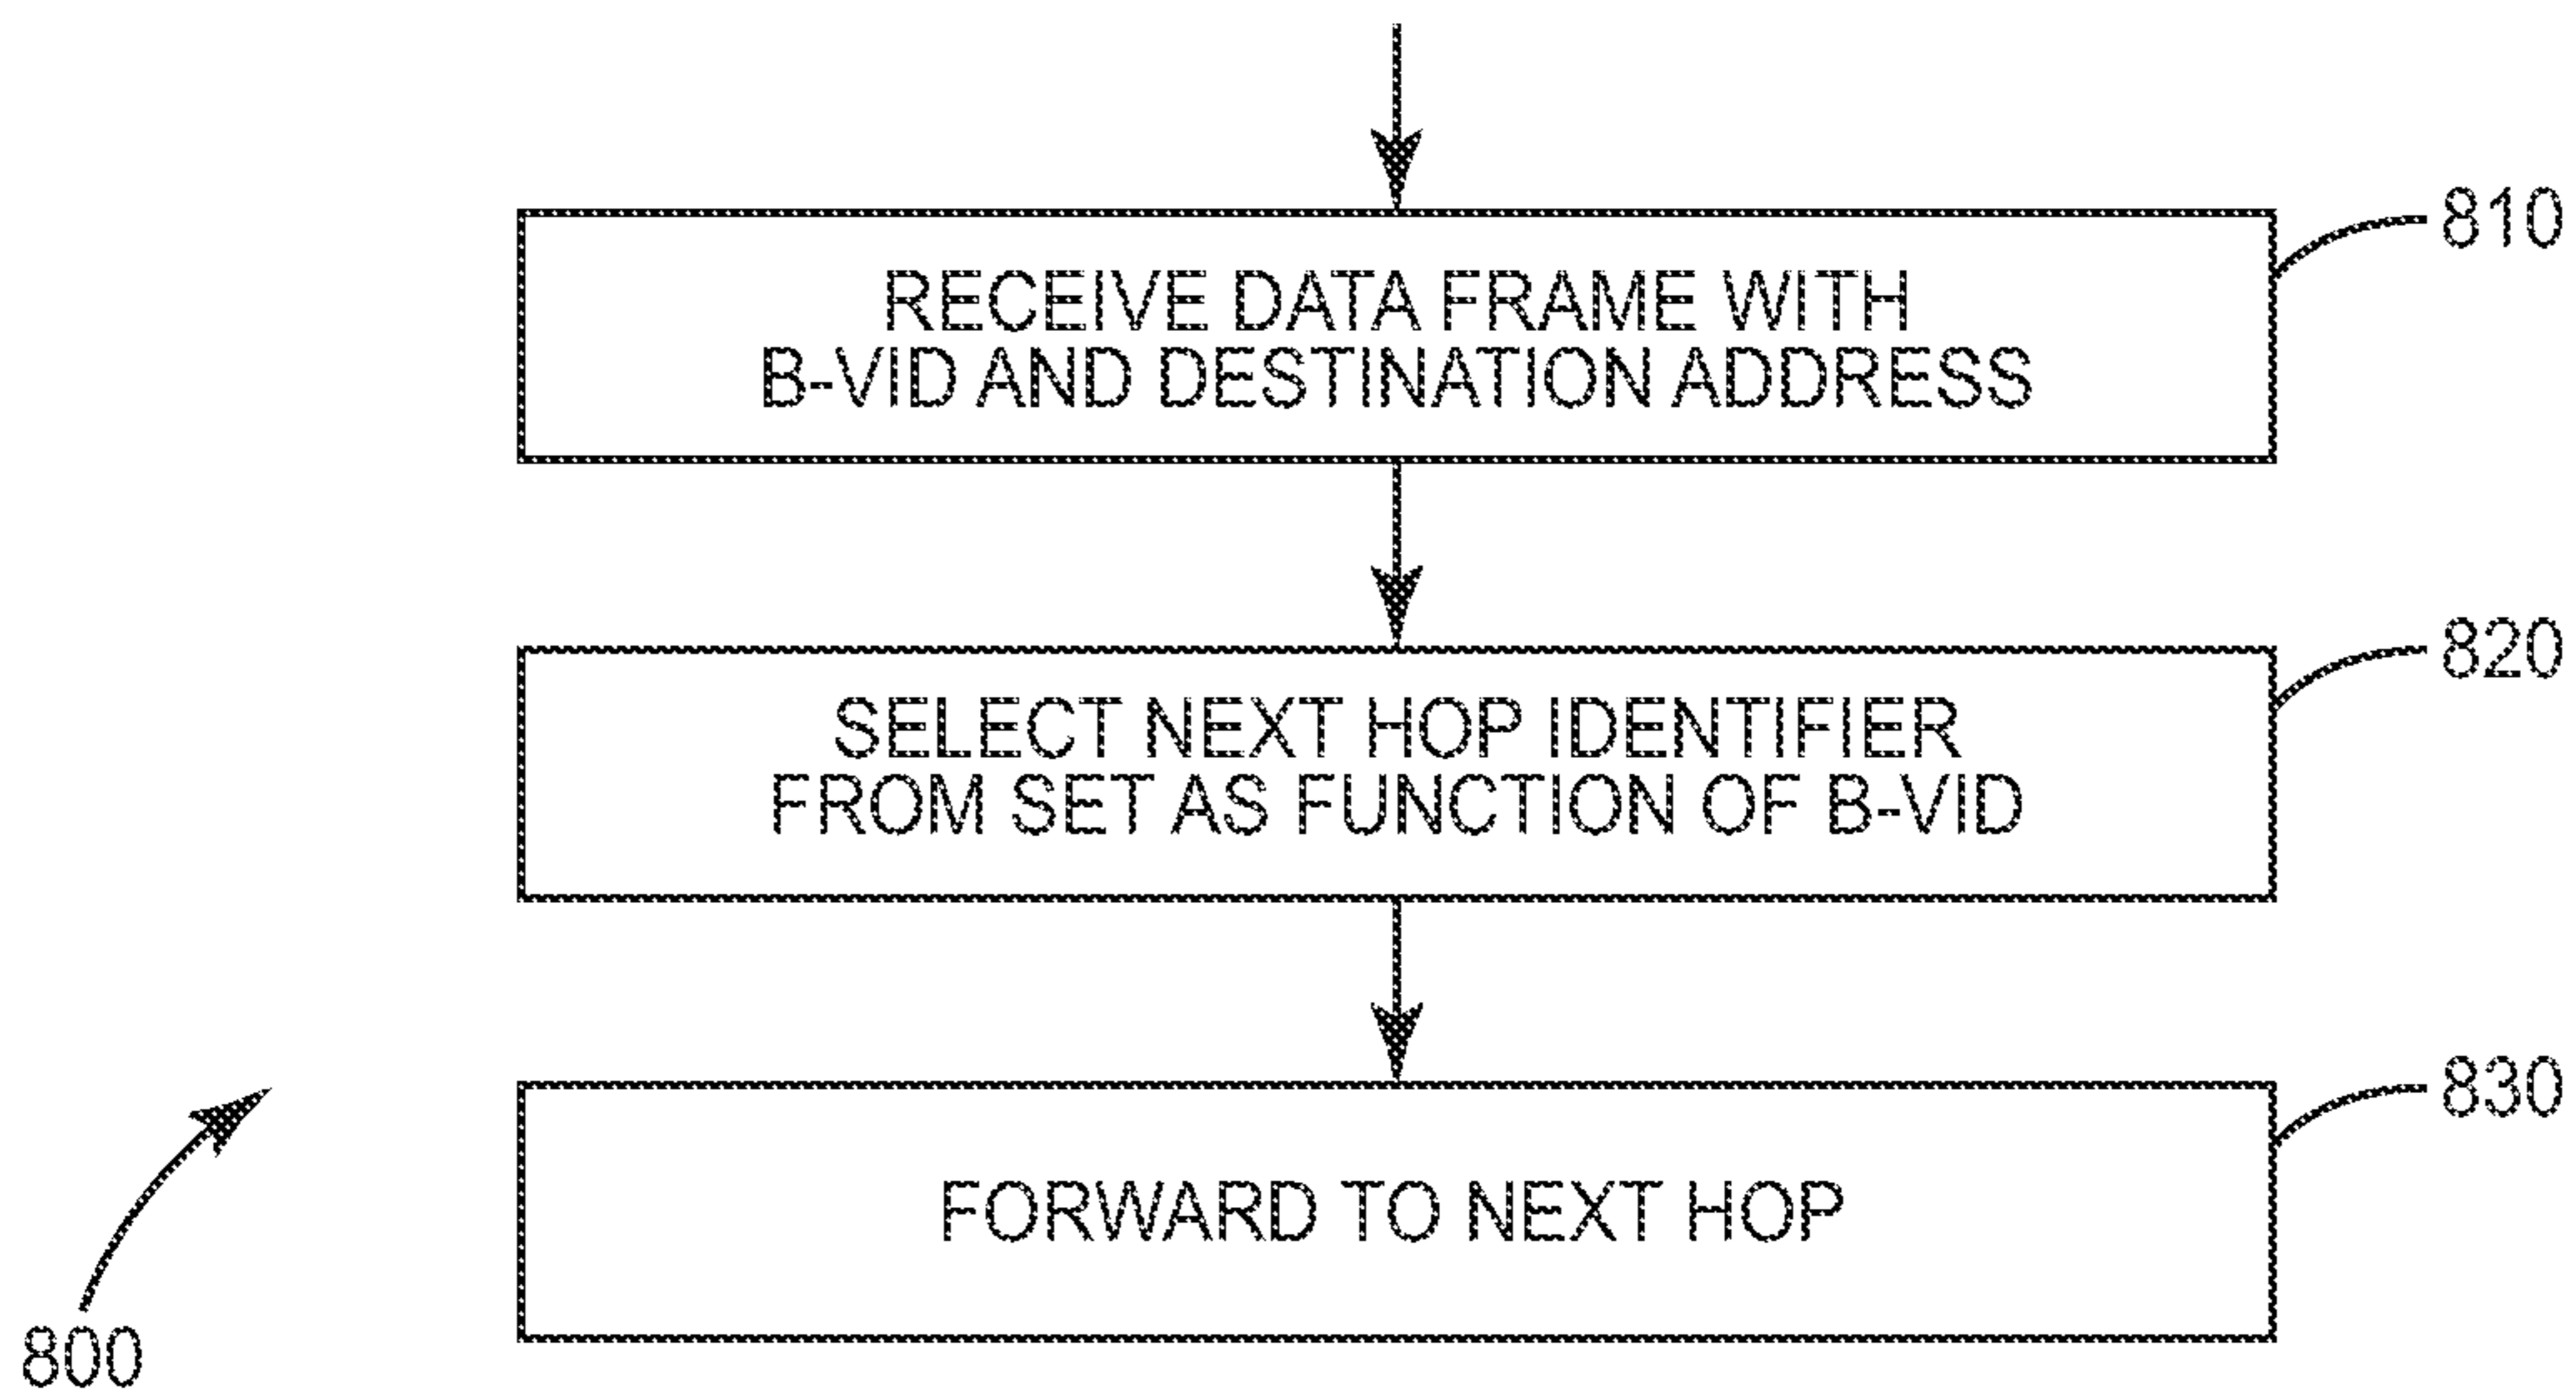 810
RECEIVE DATA FRAME WITH
B-VID AND DESTINATION ADDRESS
820
SELECT NEXT HOP IDENTIFIER
FROM SET AS FUNCTION OF B-VID
830
FORWARD TO NEXT HOP
800